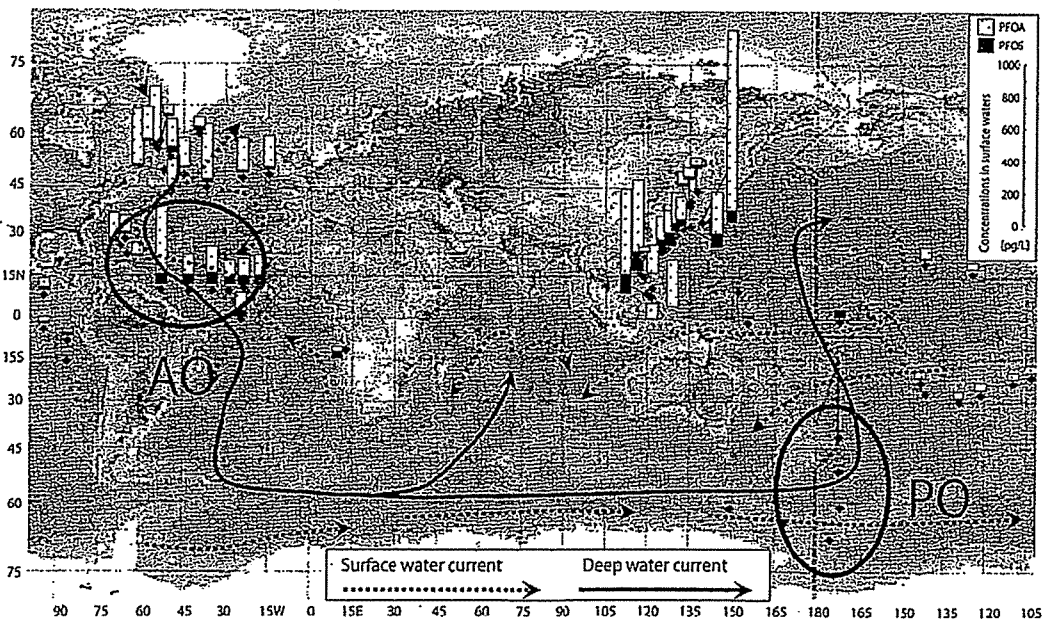 PFOA
PFOS
1000
800
600
400
200
0
Concentrations in surface waters
[pg/L]
75
60
45
30
15N
0
15S
30
45
60
75
AO
PO
Surface water current
Deep water current
90 75 60 45 30 15W 0 15E 30 45 60 75 90 105 120 135 150 165 180 165 150 135 120 105